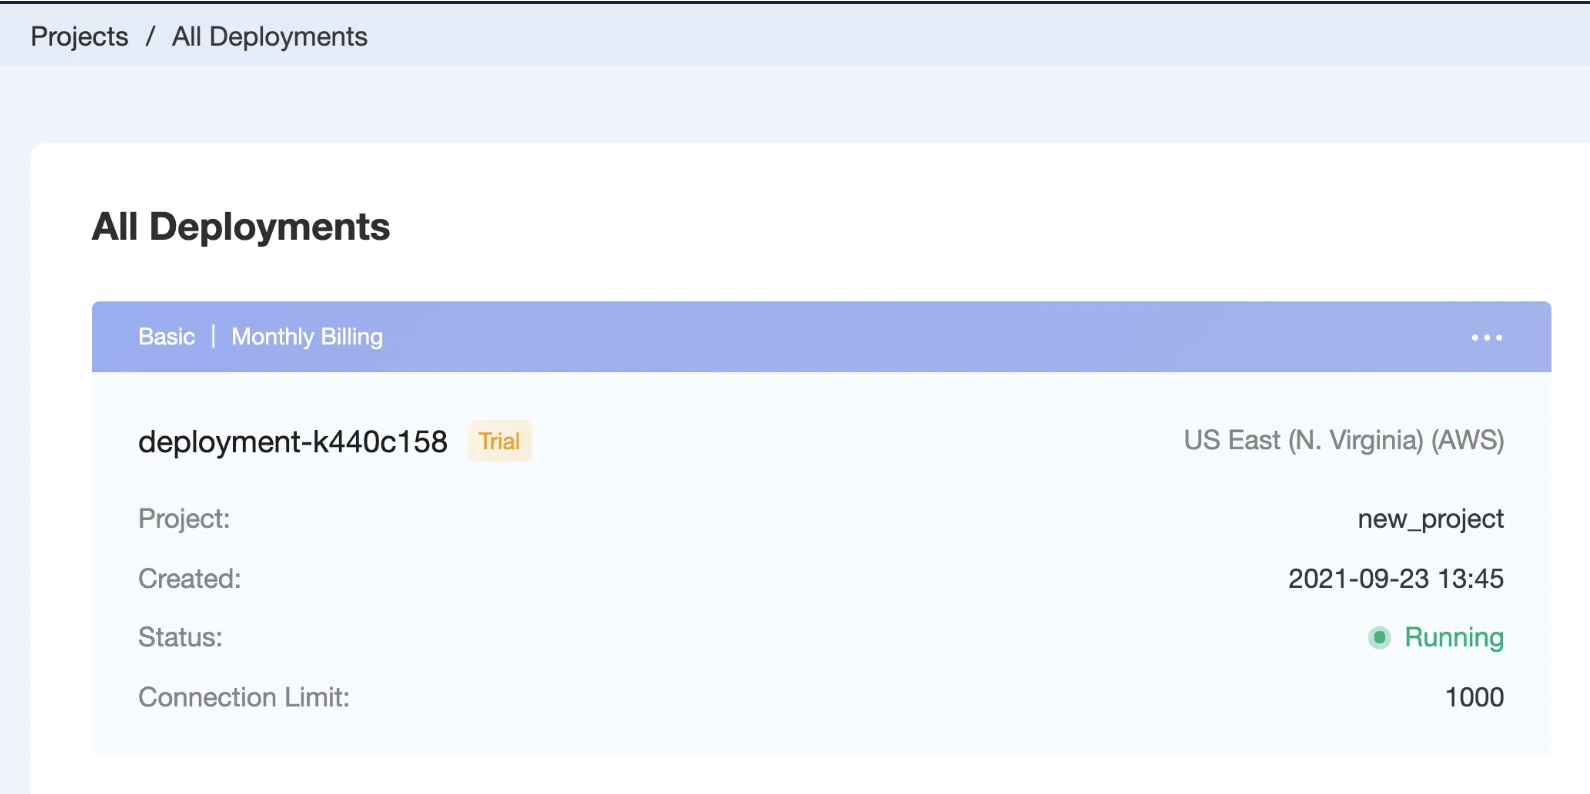 Projects / All Deployments
All Deployments
Basic | Monthly Billing
deployment-k440c158 Trial US East (N. Virginia) (AWS)
Project: new_project
Created: 2021-09-23 13:45
Status: Running
Connection Limit: 1000